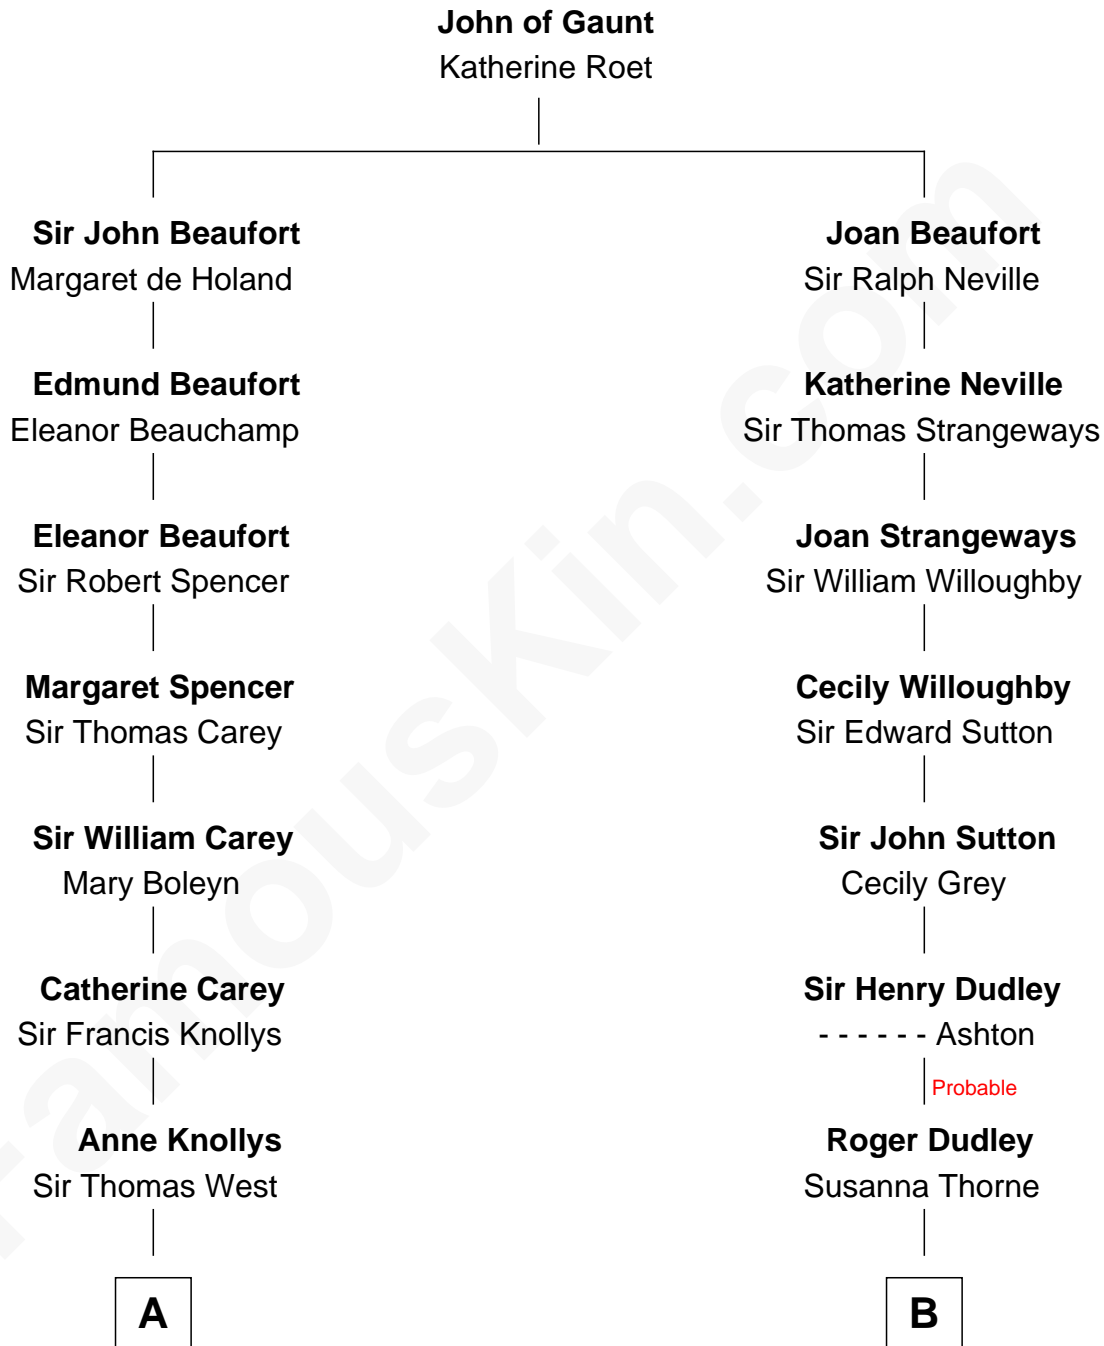 John of Gaunt
Katherine Roet
Sir John Beaufort
Margaret de Holand
Joan Beaufort
Sir Ralph Neville
Edmund Beaufort
Eleanor Beauchamp
Katherine Neville
Sir Thomas Strangeways
Eleanor Beaufort
Sir Robert Spencer
Joan Strangeways
Sir William Willoughby
Margaret Spencer
Sir Thomas Carey
Cecily Willoughby
Sir Edward Sutton
Sir William Carey
Mary Boleyn
Sir John Sutton
Cecily Grey
Catherine Carey
Sir Francis Knollys
Sir Henry Dudley
- - - - - - Ashton
Probable
Anne Knollys
Sir Thomas West
Roger Dudley
Susanna Thorne
A
B
FamousKin.com